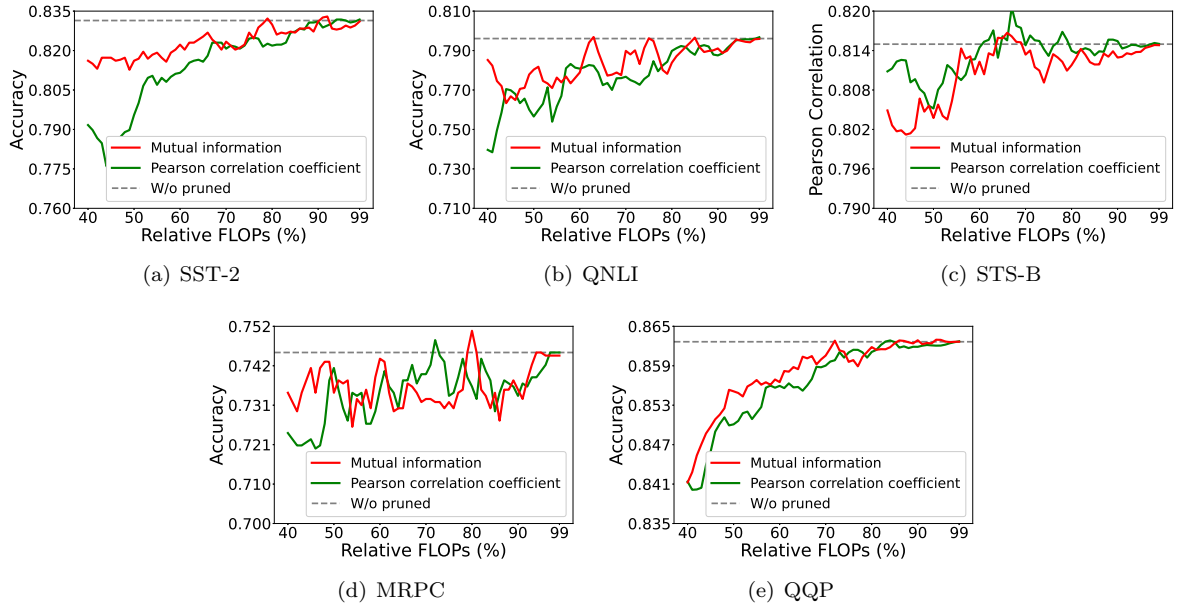 0.835
0.820
0.805
0.790
0.775
0.760
Accuracy
Mutual information
Pearson correlation coefficient
W/o pruned
40 50 60 70 80 90 99
Relative FLOPs (%)
(a) SST-2
0.810
0.790
0.770
0.750
0.730
0.710
Accuracy
Mutual information
Pearson correlation coefficient
W/o pruned
40 50 60 70 80 90 99
Relative FLOPs (%)
(b) QNLI
0.820
0.814
0.808
0.802
0.796
0.790
Pearson Correlation
Mutual information
Pearson correlation coefficient
W/o pruned
40 50 60 70 80 90 99
Relative FLOPs (%)
(c) STS-B
0.752
0.742
0.731
0.721
0.710
0.700
Accuracy
Mutual information
Pearson correlation coefficient
W/o pruned
40 50 60 70 80 90 99
Relative FLOPs (%)
(d) MRPC
0.865
0.859
0.853
0.847
0.841
0.835
Accuracy
Mutual information
Pearson correlation coefficient
W/o pruned
40 50 60 70 80 90 99
Relative FLOPs (%)
(e) QQP